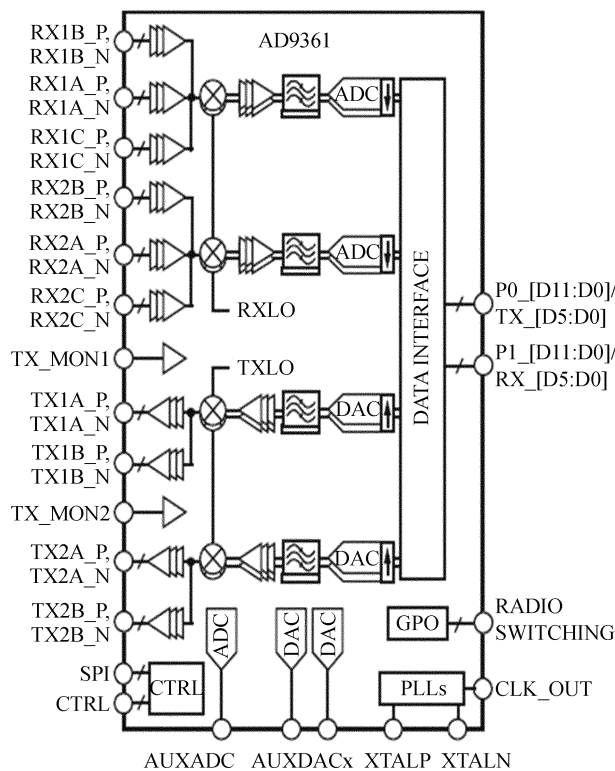 AD9361
RX1B_P,
RX1B_N
RX1A_P,
RX1A_N
RX1C_P,
RX1C_N
RX2B_P,
RX2B_N
RX2A_P,
RX2A_N
RX2C_P,
RX2C_N
TX_MON1
TX1A_P,
TX1A_N
TX1B_P,
TX1B_N
TX_MON2
TX2A_P,
TX2A_N
TX2B_P,
TX2B_N
SPI
CTRL
CTRL
ADC
ADC
RXLO
TXLO
DAC
DAC
DATA INTERFACE
P0_[D11:D0]/
TX_[D5:D0]
P1_[D11:D0]/
RX_[D5:D0]
ADC
DAC
DAC
GPO
RADIO
SWITCHING
PLLs
CLK_OUT
AUXADC
AUXDACx
XTALP
XTALN